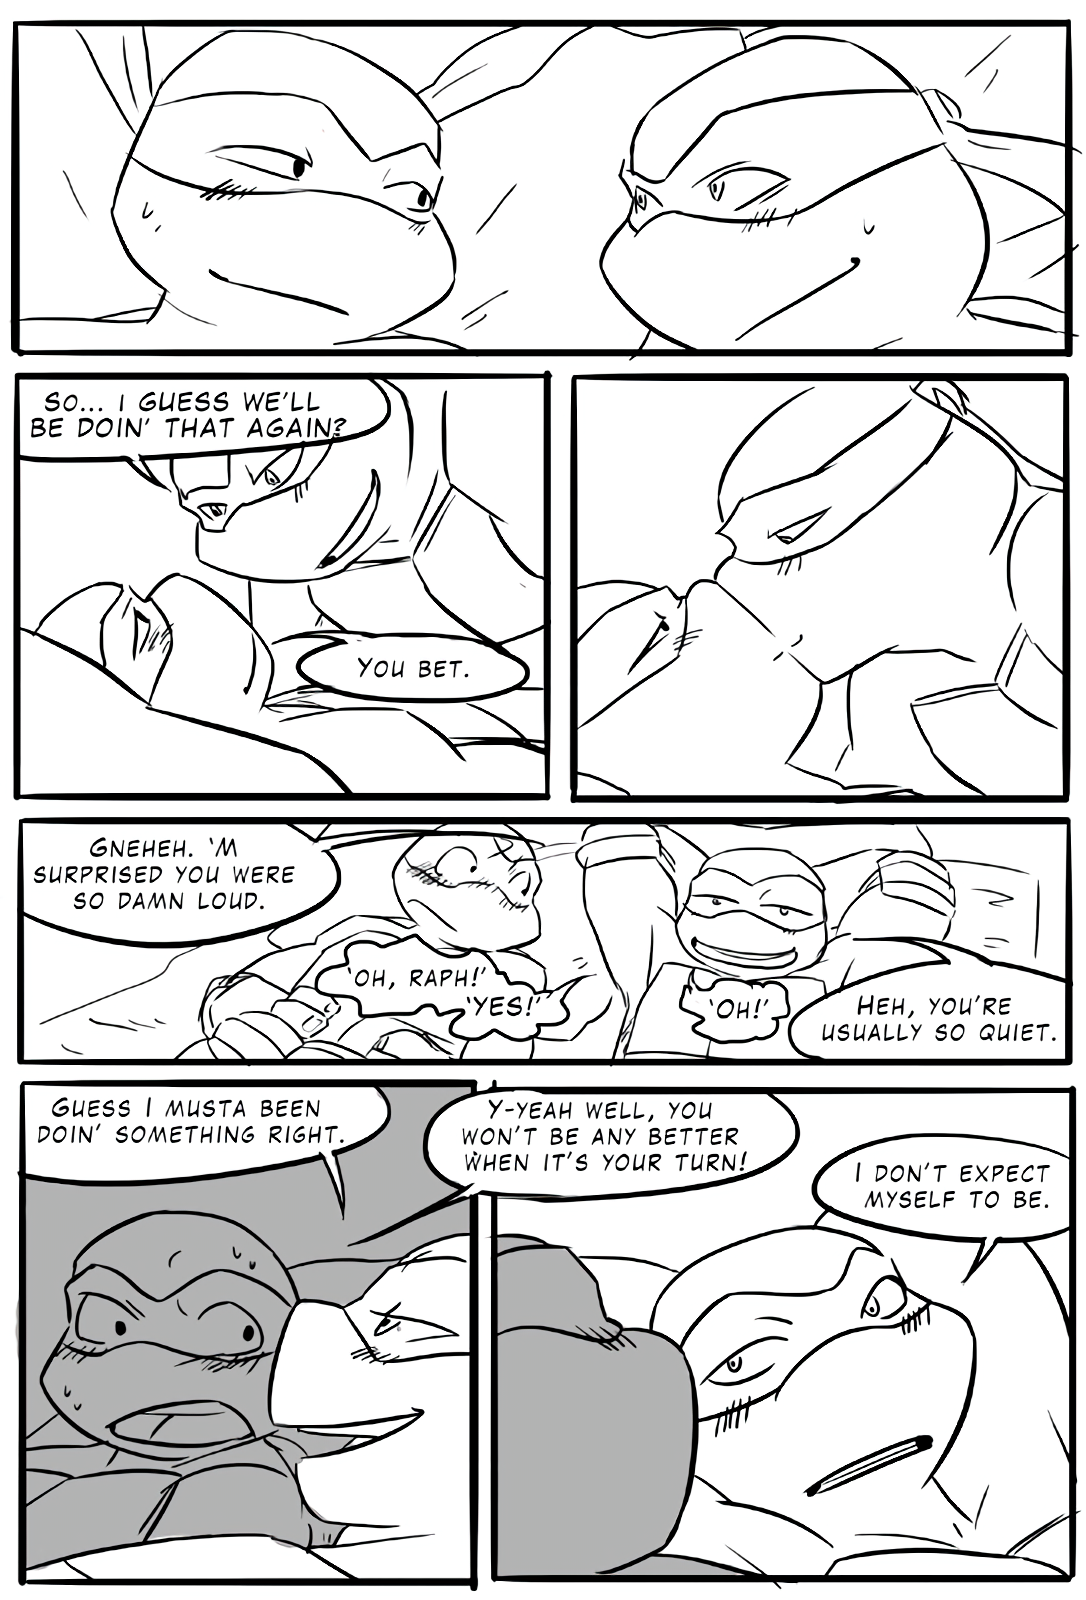 SO... I GUESS WE'LL
BE DOIN' THAT AGAIN?
YOU BET.
GNEHEH. 'M
SURPRISED YOU WERE
SO DAMN LOUD.
'OH, RAPH!'
'YES!'
'OH!'
HEH, YOU'RE
USUALLY SO QUIET.
GUESS I MUSTA BEEN
DOIN' SOMETHING RIGHT.
Y-YEAH WELL, YOU
WON'T BE ANY BETTER
WHEN IT'S YOUR TURN!
I DON'T EXPECT
MYSELF TO BE.